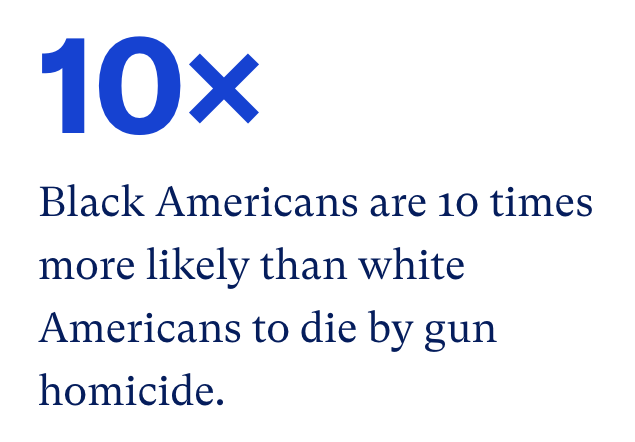 10×
Black Americans are 10 times
more likely than white
Americans to die by gun
homicide.